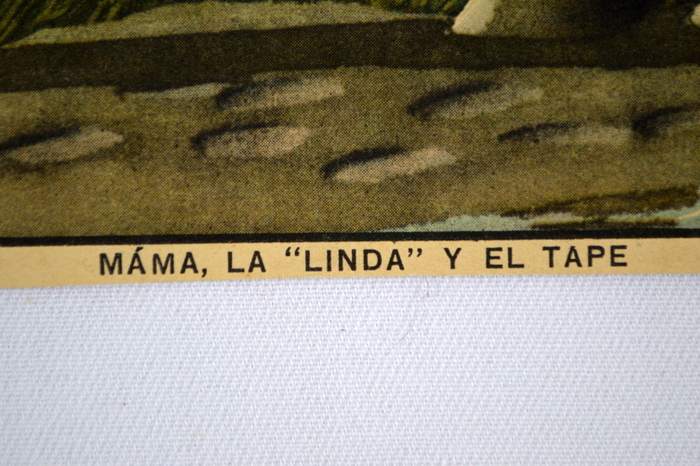 MÁMA, LA “LINDA” Y EL TAPE